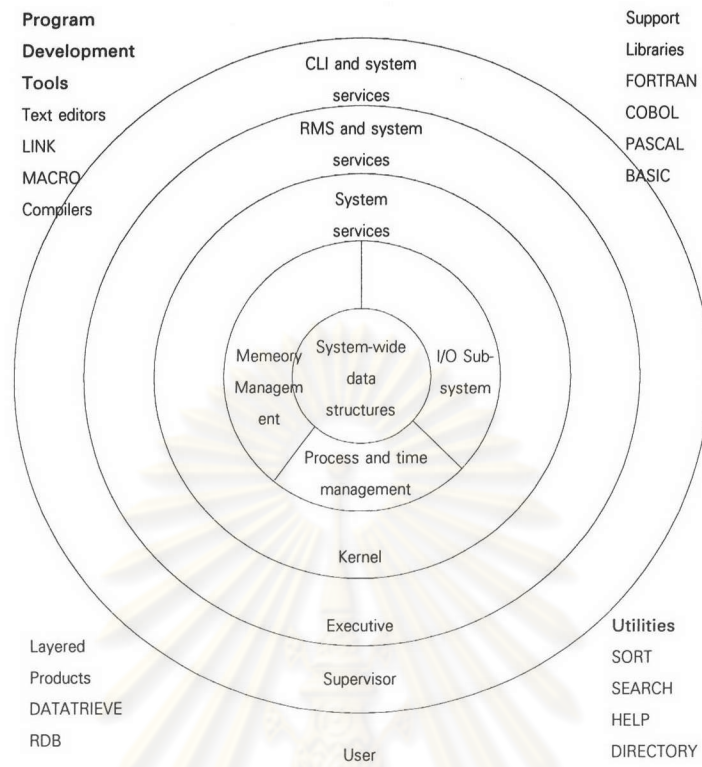 Program
Development
Tools
Text editors
LINK
MACRO
Compilers
Support
Libraries
FORTRAN
COBOL
PASCAL
BASIC
CLI and system
services
RMS and system
services
System
services
Memeory
Managem
ent
System-wide
data
structures
I/O Sub-
system
Process and time
management
Kernel
Executive
Supervisor
User
Layered
Products
DATATRIEVE
RDB
Utilities
SORT
SEARCH
HELP
DIRECTORY